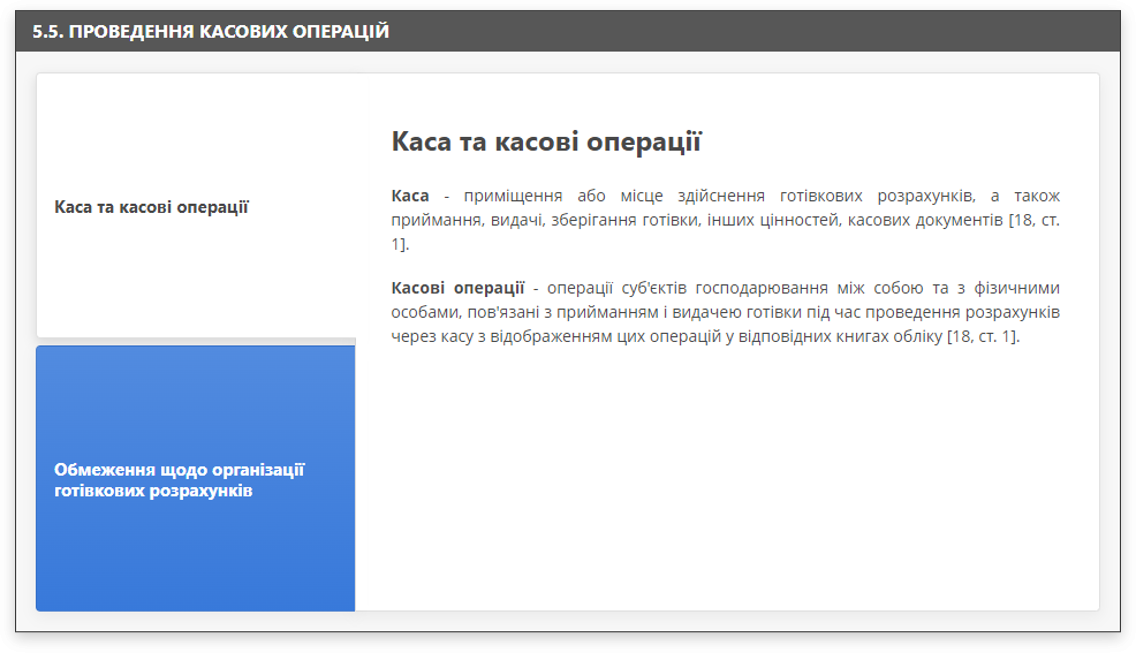 5.5. ПРОВЕДЕННЯ КАСОВИХ ОПЕРАЦІЙ
Каса та касові операції
Обмеження щодо організації
готівкових розрахунків
Каса та касові операції
Каса - приміщення або місце здійснення готівкових розрахунків, а також
приймання, видачі, зберігання готівки, інших цінностей, касових документів [18, ст.
1].
Касові операції - операції суб'єктів господарювання між собою та з фізичними
особами, пов'язані з прийманням і видачею готівки під час проведення розрахунків
через касу з відображенням цих операцій у відповідних книгах обліку [18, ст. 1].